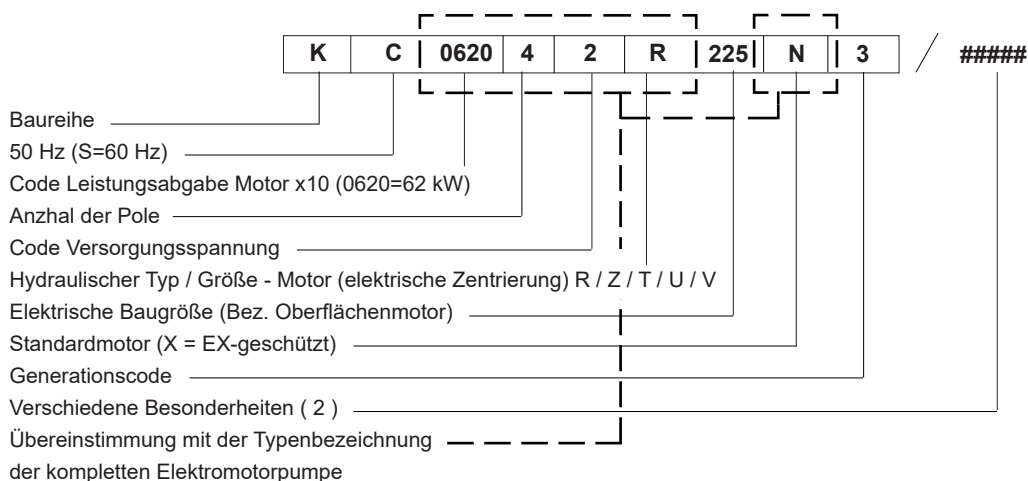 K C 0620 4 2 R 225 N 3 / #####
Baureihe
50 Hz (S=60 Hz)
Code Leistungsabgabe Motor x10 (0620=62 kW)
Anzhal der Pole
Code Versorgungsspannung
Hydraulischer Typ / Größe - Motor (elektrische Zentrierung) R / Z / T / U / V
Elektrische Baugröße (Bez. Oberflächenmotor)
Standardmotor (X = EX-geschützt)
Generationscode
Verschiedene Besonderheiten ( 2 )
Übereinstimmung mit der Typenbezeichnung
der kompletten Elektromotorpumpe